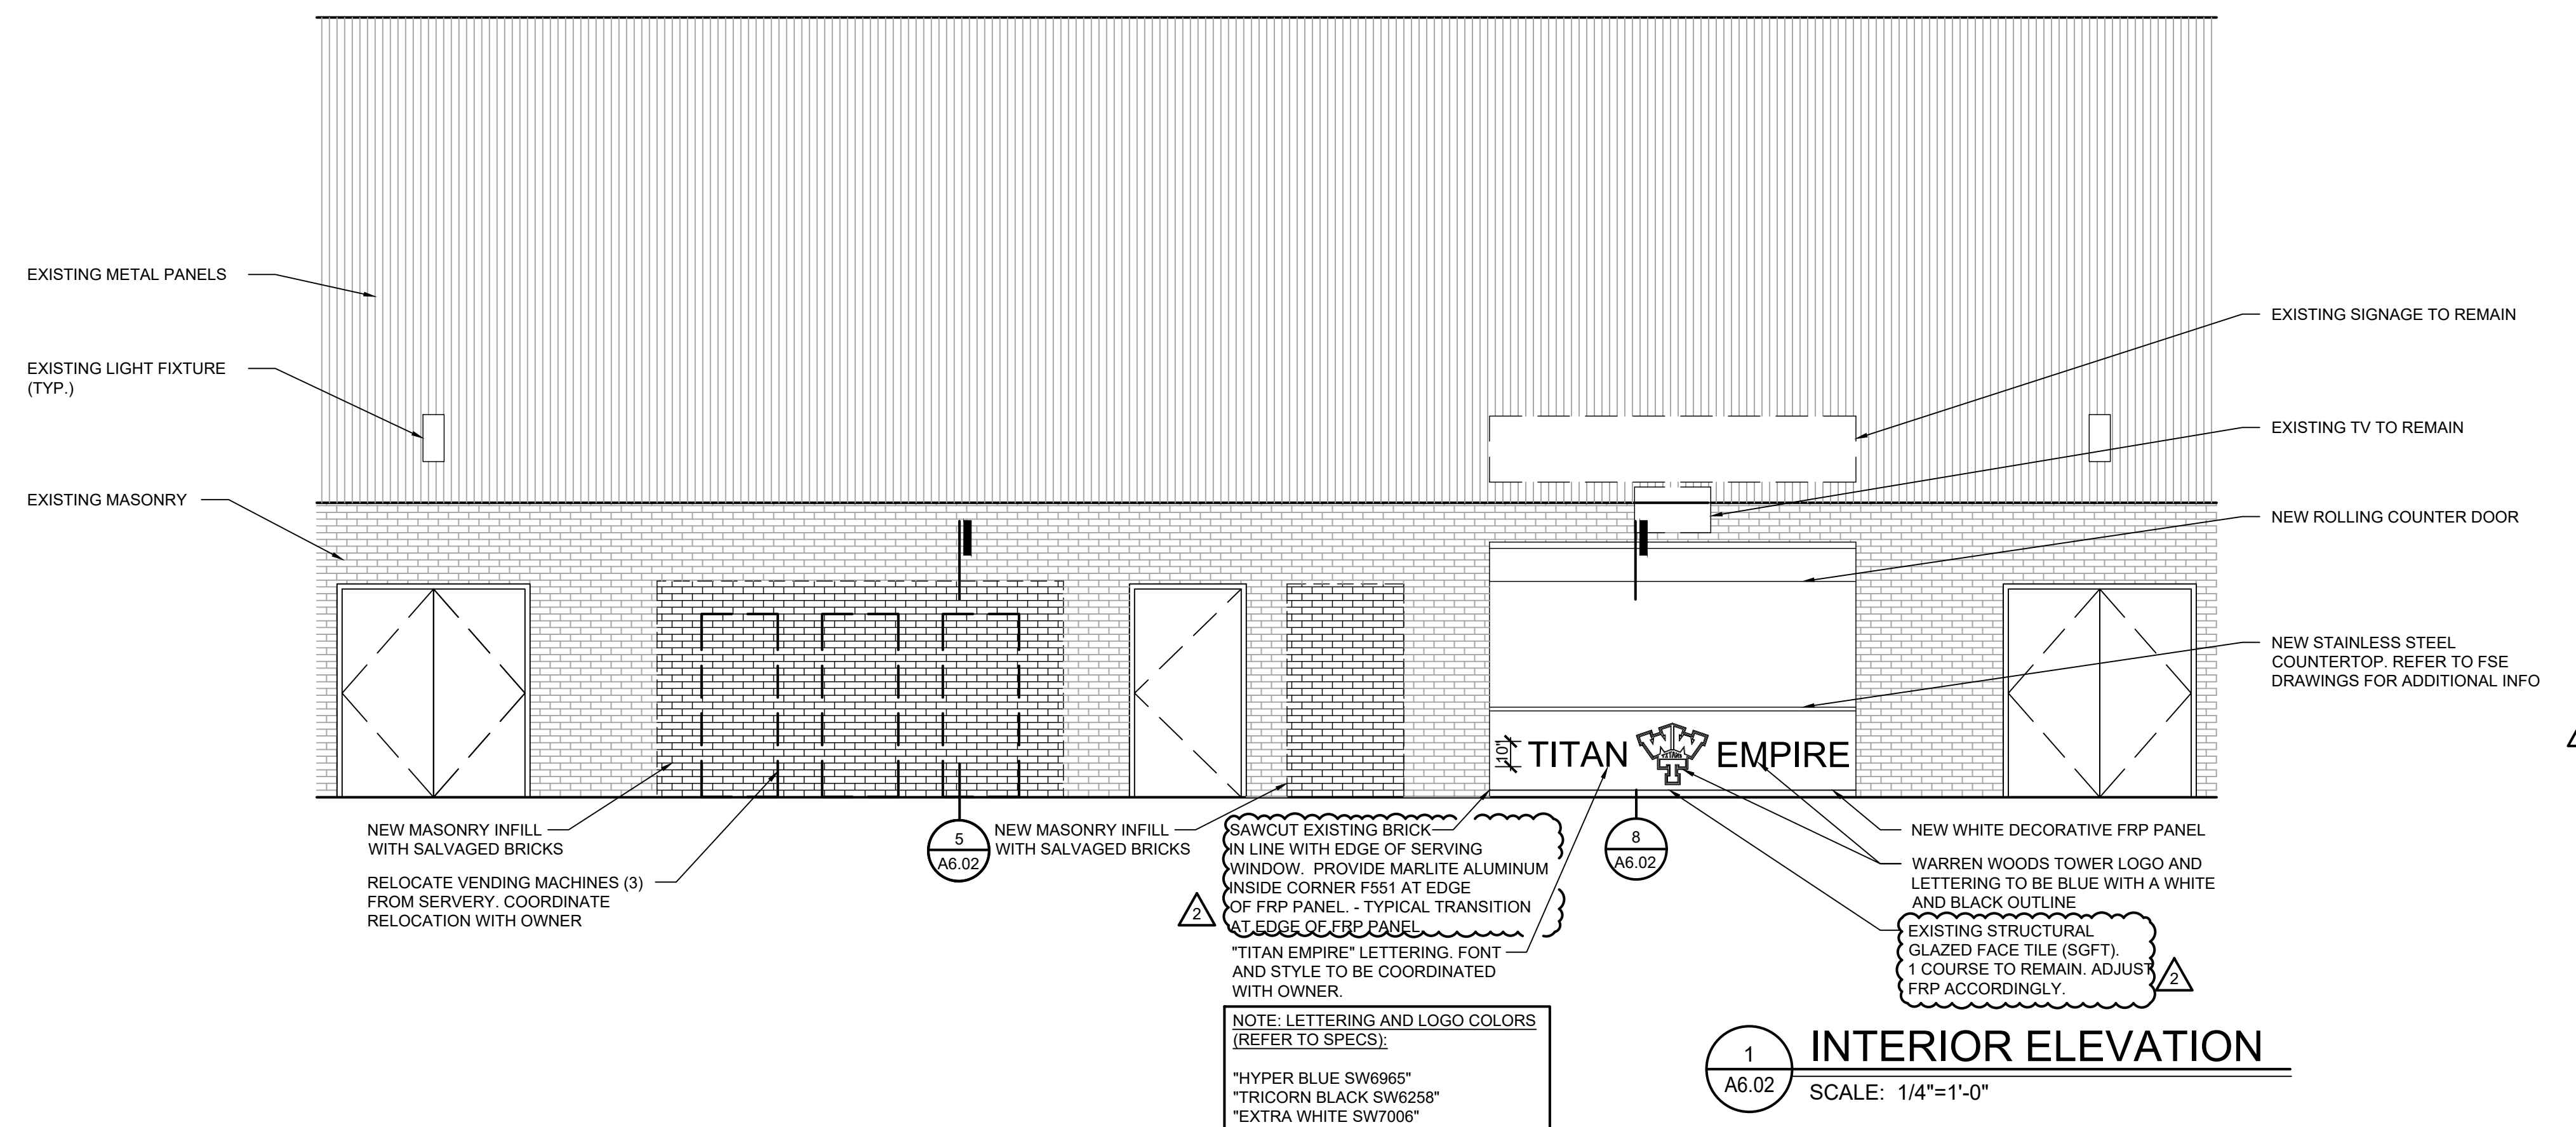 EXISTING METAL PANELS
EXISTING LIGHT FIXTURE
(TYP.)
EXISTING MASONRY
EXISTING SIGNAGE TO REMAIN
EXISTING TV TO REMAIN
NEW ROLLING COUNTER DOOR
NEW STAINLESS STEEL
COUNTERTOP. REFER TO FSE
DRAWINGS FOR ADDITIONAL INFO
10"
TITAN
TITANS
EMPIRE
NEW MASONRY INFILL
WITH SALVAGED BRICKS
RELOCATE VENDING MACHINES (3)
FROM SERVERY. COORDINATE
RELOCATION WITH OWNER
5
A6.02
NEW MASONRY INFILL
WITH SALVAGED BRICKS
SAWCUT EXISTING BRICK
IN LINE WITH EDGE OF SERVING
WINDOW. PROVIDE MARLITE ALUMINUM
INSIDE CORNER F551 AT EDGE
OF FRP PANEL. - TYPICAL TRANSITION
AT EDGE OF FRP PANEL
2
"TITAN EMPIRE" LETTERING. FONT
AND STYLE TO BE COORDINATED
WITH OWNER.
NOTE: LETTERING AND LOGO COLORS
(REFER TO SPECS):
"HYPER BLUE SW6965"
"TRICORN BLACK SW6258"
"EXTRA WHITE SW7006"
8
A6.02
NEW WHITE DECORATIVE FRP PANEL
WARREN WOODS TOWER LOGO AND
LETTERING TO BE BLUE WITH A WHITE
AND BLACK OUTLINE
EXISTING STRUCTURAL
GLAZED FACE TILE (SGFT).
1 COURSE TO REMAIN. ADJUST
FRP ACCORDINGLY.
2
1
A6.02
INTERIOR ELEVATION
SCALE: 1/4"=1'-0"